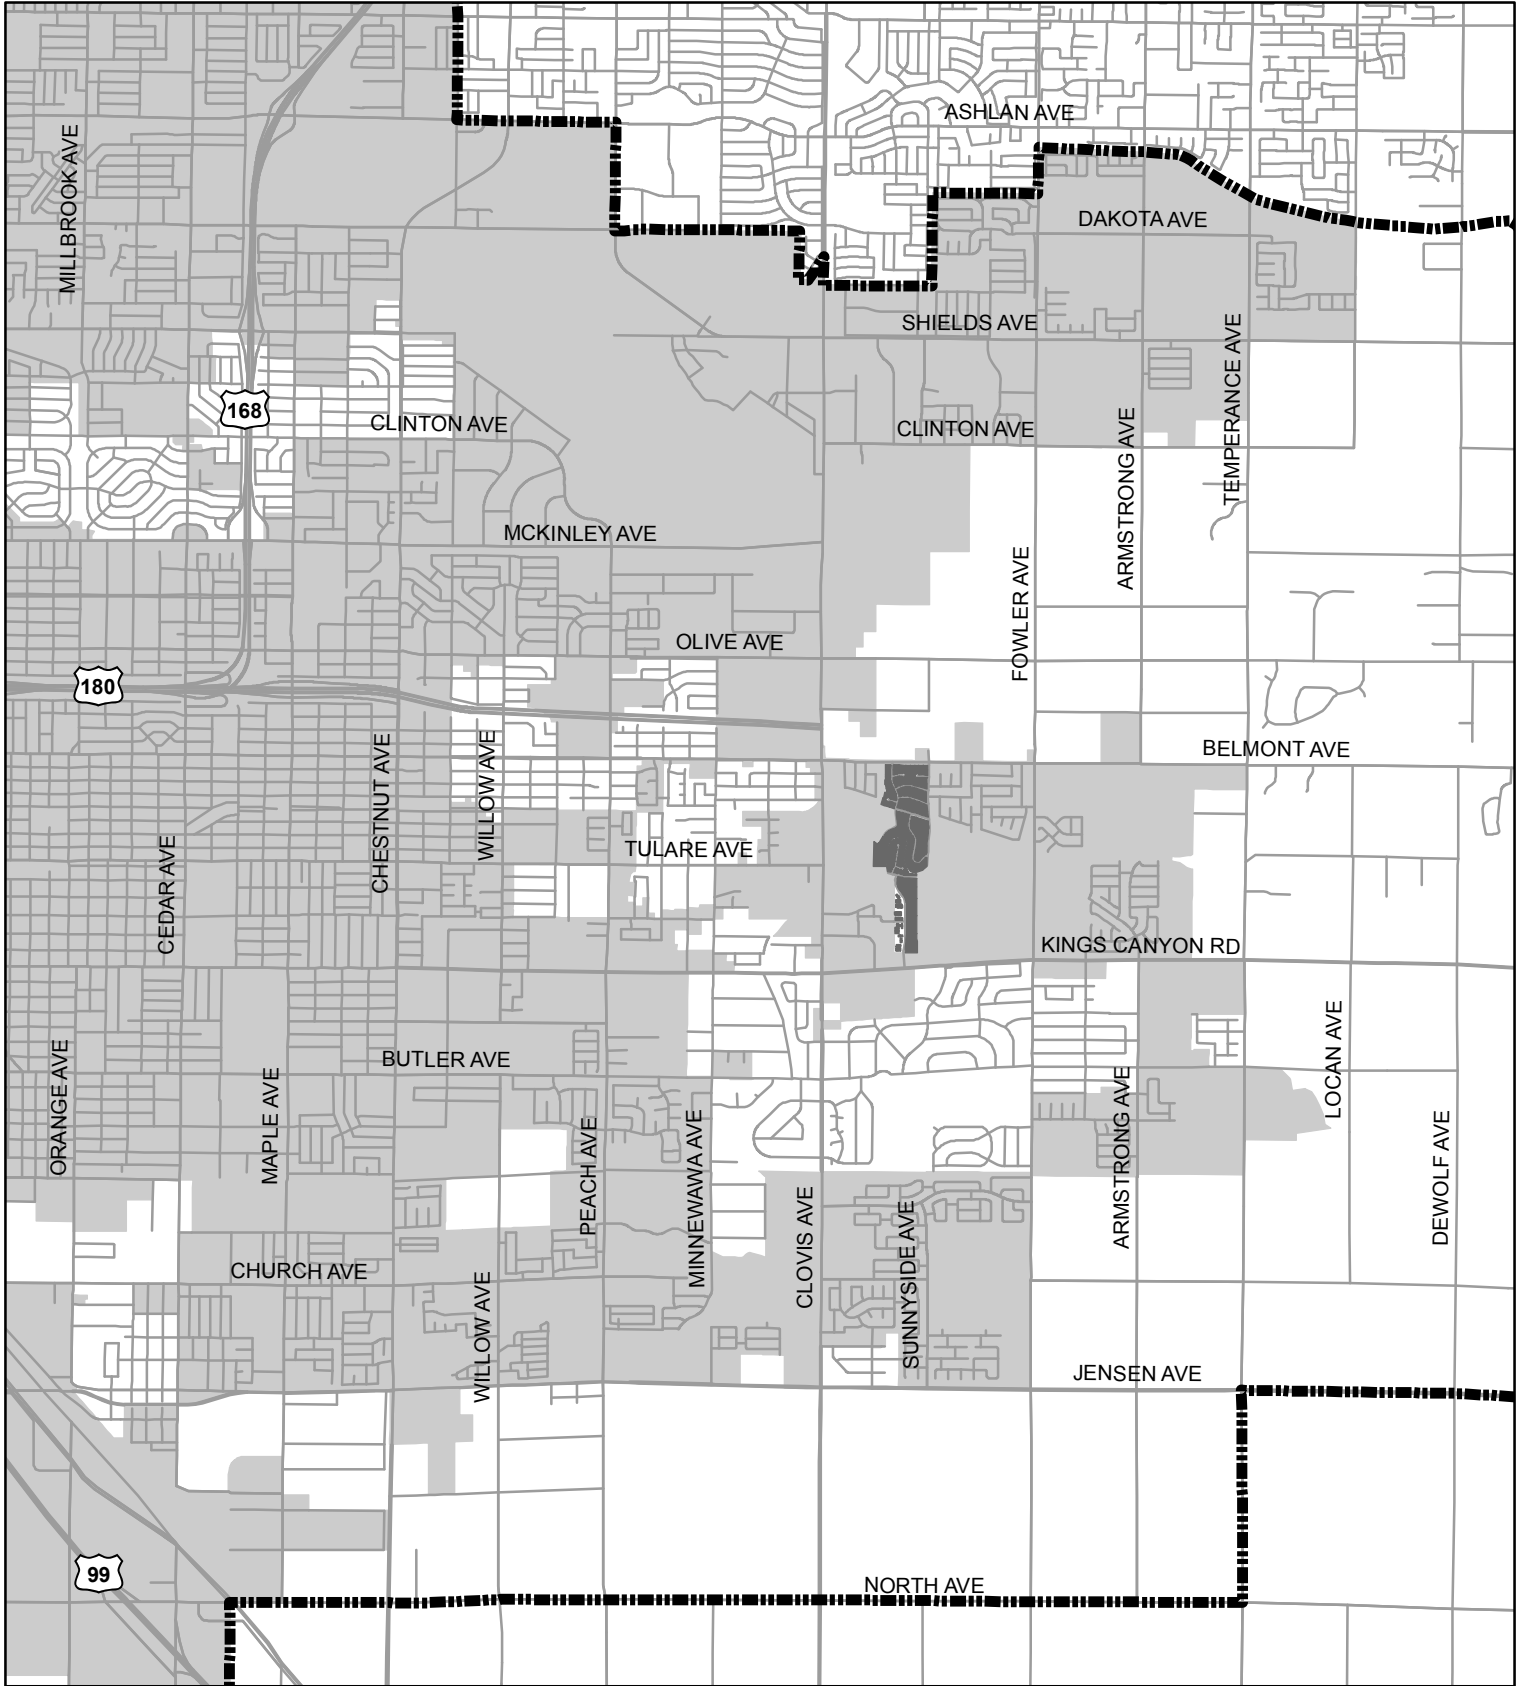 ASHLAN AVE
MILLBROOK AVE
DAKOTA AVE
SHIELDS AVE
TEMPERANCE AVE
168
CLINTON AVE
CLINTON AVE
ARMSTRONG AVE
MCKINLEY AVE
FOWLER AVE
OLIVE AVE
180
BELMONT AVE
CHESTNUT AVE
WILLOW AVE
TULARE AVE
CEDAR AVE
KINGS CANYON RD
LOCAN AVE
ORANGE AVE
BUTLER AVE
MAPLE AVE
ARMSTRONG AVE
PEACH AVE
MINNEWAWA AVE
DEWOLF AVE
CLOVIS AVE
SUNNYSIDE AVE
CHURCH AVE
WILLOW AVE
JENSEN AVE
99
NORTH AVE